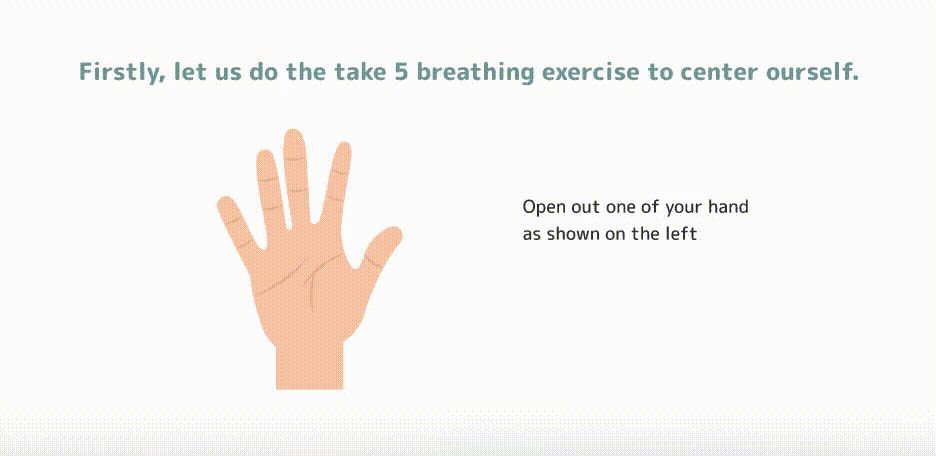 Firstly, let us do the take 5 breathing exercise to center ourself.
Open out one of your hand
as shown on the left